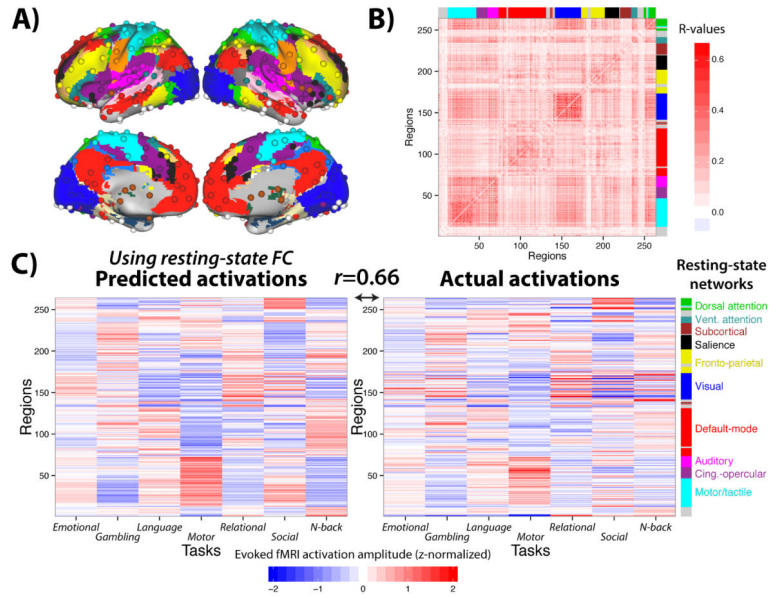 A)
B)
R-values
250
200
150
100
50
Regions
0.6
0.4
0.2
0.0
50 100 150 200 250
Regions
C)
Using resting-state FC
Predicted activations
r=0.66
Actual activations
Resting-state
networks
250
200
150
100
50
Regions
Emotional Gambling Language Motor Relational Social N-back
Tasks
250
200
150
100
50
Regions
Emotional Gambling Language Motor Relational Social N-back
Tasks
Dorsal attention
Vent. attention
Subcortical
Salience
Fronto-parietal
Visual
Default-mode
Auditory
Cing.-opercular
Motor/tactile
Evoked fMRI activation amplitude (z-normalized)
−2 −1 0 1 2